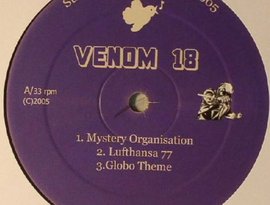 VENOM 18
A/33 rpm
(C)2005
1. Mystery Organisation
2. Lufthansa 77
3.Globo Theme